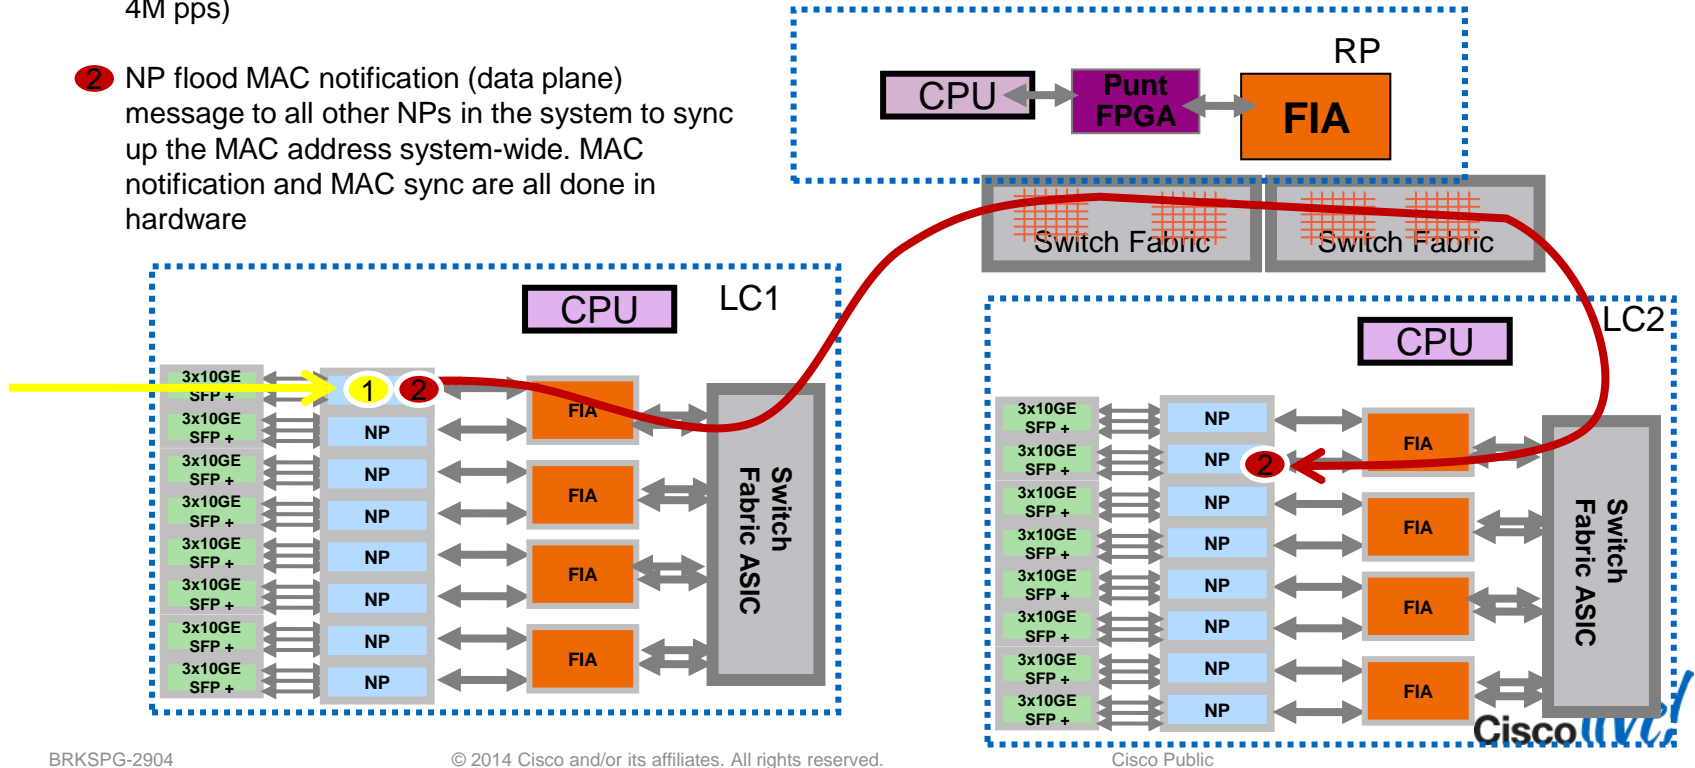 4M pps)
2 NP flood MAC notification (data plane)
message to all other NPs in the system to sync
up the MAC address system-wide. MAC
notification and MAC sync are all done in
hardware
RP
CPU
Punt
FPGA
FIA
Switch Fabric
Switch Fabric
LC1
CPU
3x10GE
SFP +
3x10GE
SFP +
3x10GE
SFP +
3x10GE
SFP +
3x10GE
SFP +
3x10GE
SFP +
3x10GE
SFP +
3x10GE
SFP +
1
2
NP
NP
NP
NP
NP
NP
NP
FIA
FIA
FIA
FIA
Switch
Fabric ASIC
LC2
CPU
3x10GE
SFP +
3x10GE
SFP +
3x10GE
SFP +
3x10GE
SFP +
3x10GE
SFP +
3x10GE
SFP +
3x10GE
SFP +
3x10GE
SFP +
NP
NP
2
NP
NP
NP
NP
NP
NP
FIA
FIA
FIA
FIA
Switch
Fabric ASIC
Cisco live!
BRKSPG-2904
© 2014 Cisco and/or its affiliates. All rights reserved.
Cisco Public